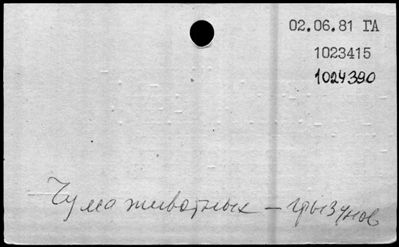 02.06.81 ГА
1023415
1024390
Чума животных – грызунов